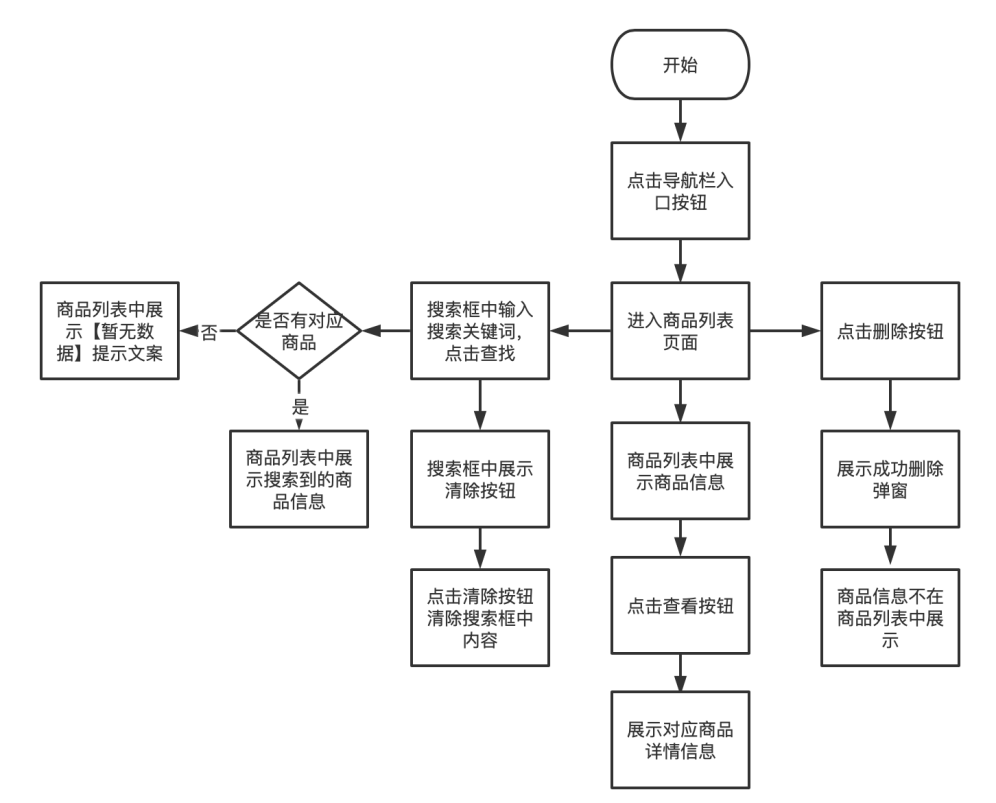 开始
点击导航栏入
口按钮
商品列表中展
示【暂无数
据】提示文案
否
是否有对应
商品
搜索框中输入
搜索关键词，
点击查找
进入商品列表
页面
点击删除按钮
是
商品列表中展
示搜索到的商
品信息
搜索框中展示
清除按钮
商品列表中展
示商品信息
展示成功删除
弹窗
点击清除按钮
清除搜索框中
内容
点击查看按钮
商品信息不在
商品列表中展
示
展示对应商品
详情信息